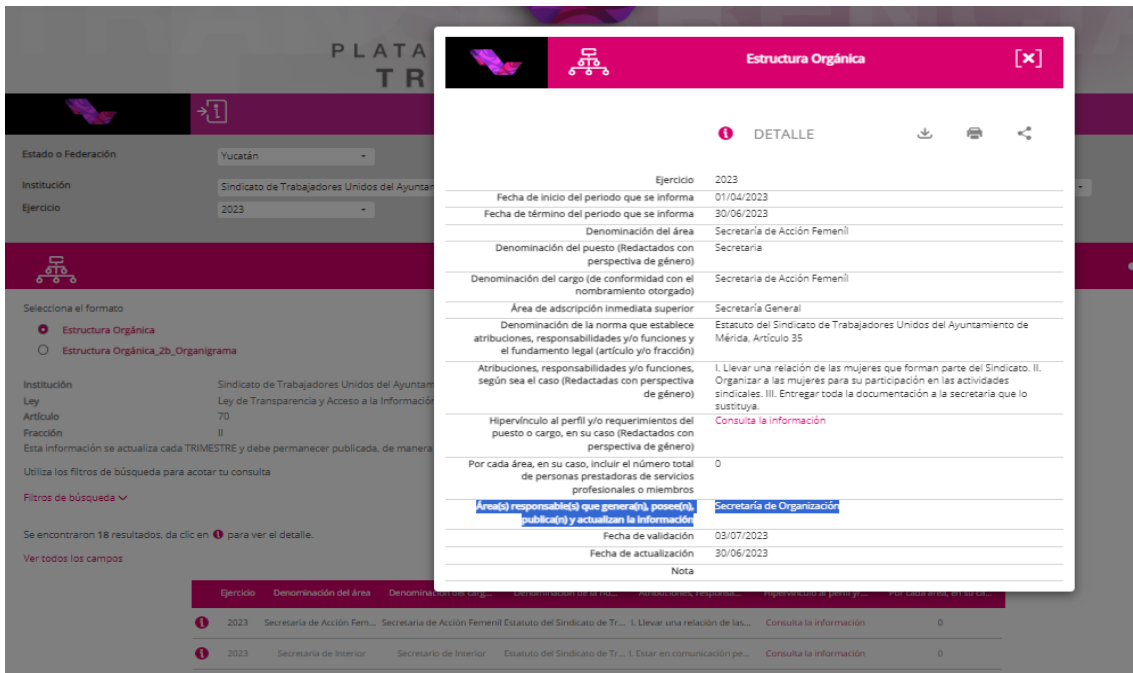 PLATA
TR
Estructura Orgánica
[×]
DETALLE
Estado o Federación
Yucatán
Institución
Sindicato de Trabajadores Unidos del Ayuntam
Ejercicio
2023
Selecciona el formato
Estructura Orgánica
Estructura Orgánica_2b_Organigrama
Institución
Sindicato de Trabajadores Unidos del Ayuntam
Ley
Ley de Transparencia y Acceso a la Información
Artículo
70
Fracción
II
Esta información se actualiza cada TRIMESTRE y debe permanecer publicada, de manera
Utiliza los filtros de búsqueda para acotar tu consulta
Filtros de búsqueda
Se encontraron 18 resultados, da clic en i para ver el detalle.
Ver todos los campos
Ejercicio
2023
Fecha de inicio del periodo que se informa
01/04/2023
Fecha de término del periodo que se informa
30/06/2023
Denominación del área
Secretaría de Acción Femeníl
Denominación del puesto (Redactados con
perspectiva de género)
Secretaria
Denominación del cargo (de conformidad con el
nombramiento otorgado)
Secretaria de Acción Femeníl
Área de adscripción inmediata superior
Secretaría General
Denominación de la norma que establece
atribuciones, responsabilidades y/o funciones y
el fundamento legal (artículo y/o fracción)
Estatuto del Sindicato de Trabajadores Unidos del Ayuntamiento de
Mérida, Artículo 35
Atribuciones, responsabilidades y/o funciones,
según sea el caso (Redactadas con perspectiva
de género)
I. Llevar una relación de las mujeres que forman parte del Sindicato. II.
Organizar a las mujeres para su participación en las actividades
sindicales. III. Entregar toda la documentación a la secretaria que lo
sustituya.
Hipervínculo al perfil y/o requerimientos del
puesto o cargo, en su caso (Redactados con
perspectiva de género)
Consulta la información
Por cada área, en su caso, incluir el número total
de personas prestadoras de servicios
profesionales o miembros
0
Área(s) responsable(s) que genera(n), posee(n),
publica(n) y actualizan la información
Secretaría de Organización
Fecha de validación
03/07/2023
Fecha de actualización
30/06/2023
Nota
Ejercicio Denominación del área
2023 Secretaría de Acción Fem... Secretaria de Acción Femeníl Estatuto del Sindicato de Tr... I. Llevar una relación de las... Consulta la información 0
2023 Secretaría de Interior Secretario de Interior Estatuto del Sindicato de Tr... I. Estar en comunicación pe... Consulta la información 0